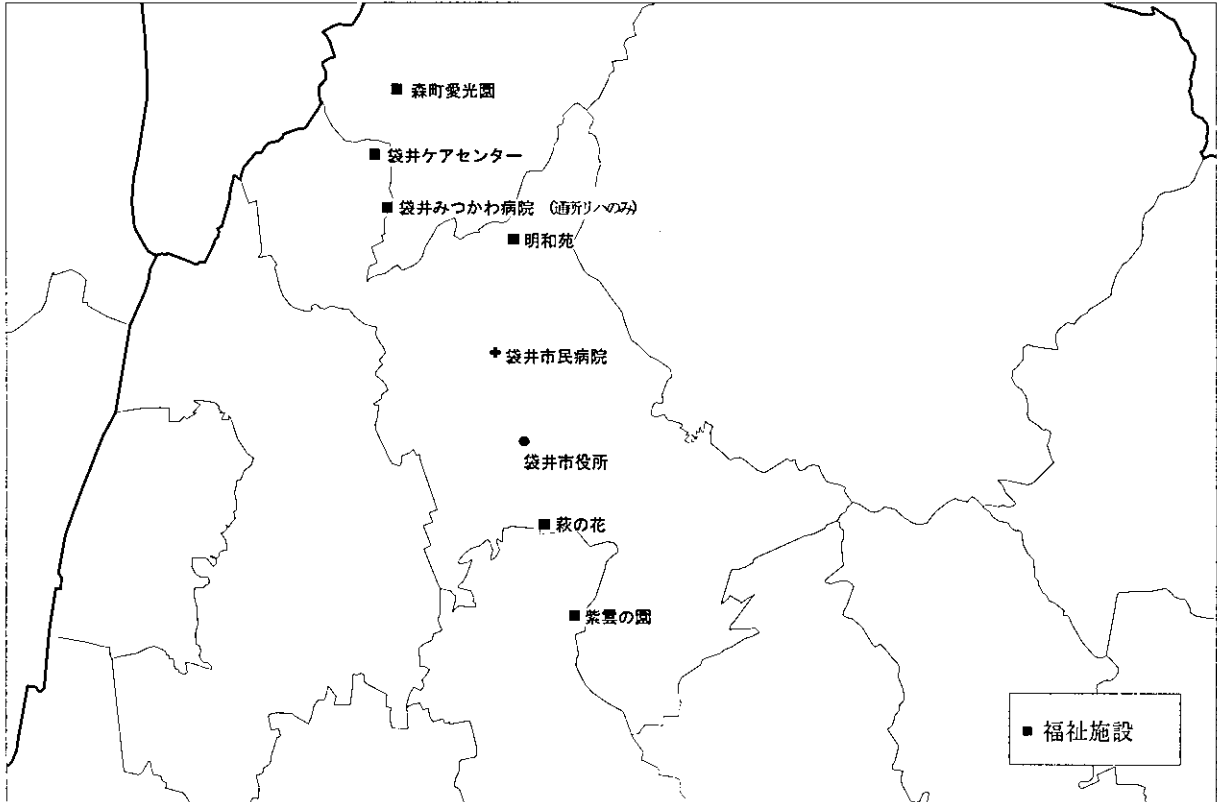 森町愛光園
袋井ケアセンター
袋井みつかわ病院 （通所リハのみ）
明和苑
袋井市民病院
袋井市役所
萩の花
紫雲の園
福祉施設